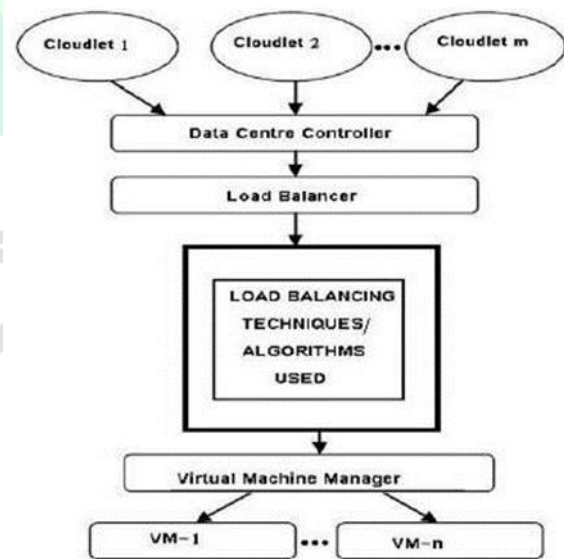 Cloudlet 1
Cloudlet 2
...
Cloudlet m
Data Centre Controller
Load Balancer
LOAD BALANCING
TECHNIQUES/
ALGORITHMS
USED
Virtual Machine Manager
VM-1
...
VM-n